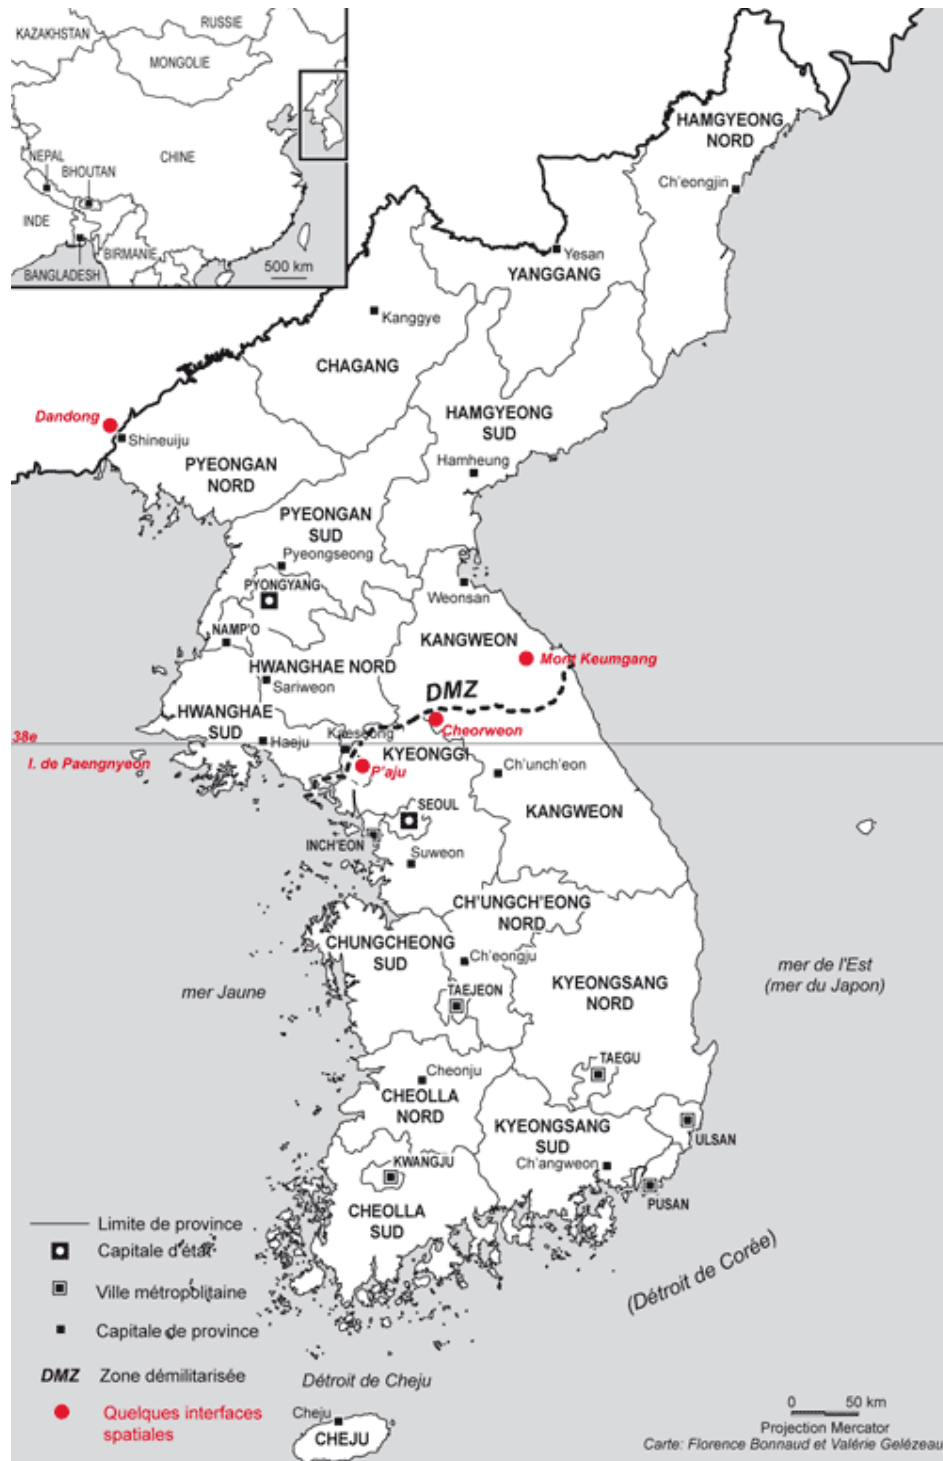 RUSSIE
KAZAKHSTAN
MONGOLIE
CHINE
NEPAL
BHOUTAN
INDE
BIRMANIE
BANGLADESH
500 km
HAMGYEONG
NORD
Ch'eongjin
Yesan
YANGGANG
Kanggye
CHAGANG
HAMGYEONG
SUD
Dandong
Shineuiju
PYEONGAN
NORD
Hamheung
PYEONGAN
SUD
Pyeongseong
PYONGYANG
Weonsan
NAMP'O
KANGWEON
HWANGHAE NORD
Mont Keumgang
Sariweon
DMZ
HWANGHAE
SUD
Cheorweon
38e
Haeju
Kaeseong
KYEONGGI
I. de Paengnyeon
P'aju
Ch'unch'eon
SEOUL
KANGWEON
INCH'EON
Suweon
CH'UNGCH'EONG
NORD
CHUNGCHEONG
SUD
Ch'eongju
mer de l'Est
(mer du Japon)
KYEONGSANG
NORD
mer Jaune
TAEJEON
TAEGU
Cheonju
CHEOLLA
NORD
KYEONGSANG
SUD
ULSAN
KWANGJU
Ch'angweon
PUSAN
CHEOLLA
SUD
Limite de province
Capitale d'état
Ville métropolitaine
Capitale de province
DMZ Zone démilitarisée
Quelques interfaces
spatiales
(Détroit de Corée)
Détroit de Cheju
Cheju
CHEJU
0 50 km
Projection Mercator
Carte: Florence Bonnaud et Valérie Gelézeau